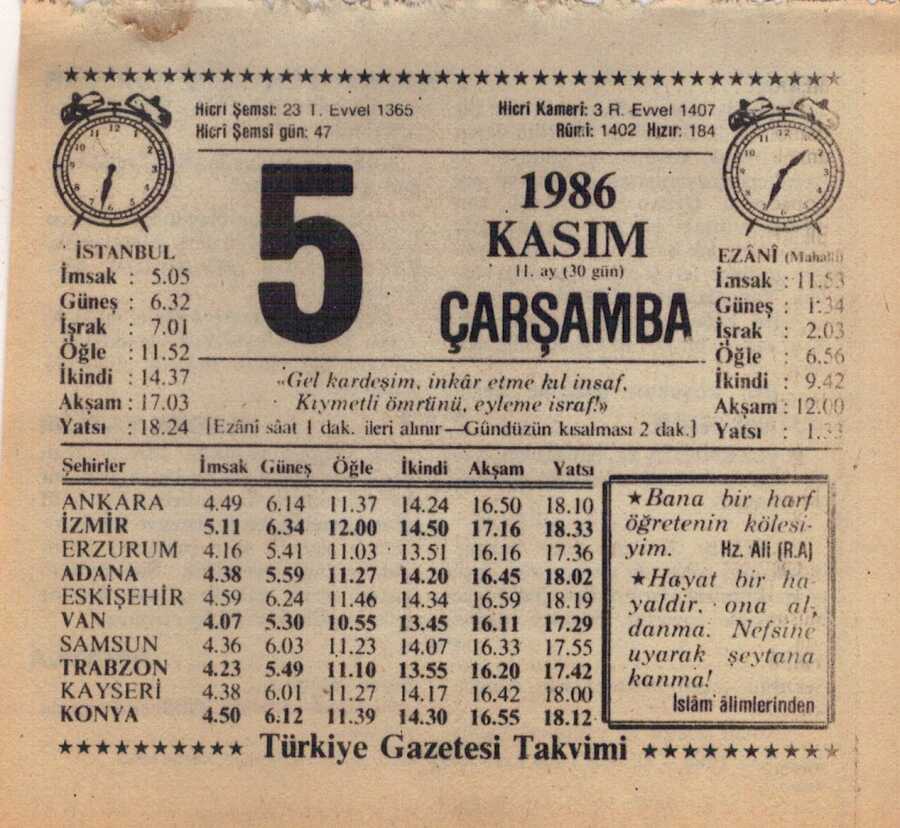 Hicri Şemsi: 23 T. Evvel 1365
Hicri Şemsi gün: 47
Hicri Kameri: 3 R. Evvel 1407
Rûmi: 1402 Hızır: 184
5
1986
KASIM
11. ay (30 gün)
ÇARŞAMBA
İSTANBUL
İmsak : 5.05
Güneş : 6.32
İşrak : 7.01
Öğle : 11.52
İkindi : 14.37
Akşam : 17.03
Yatsı : 18.24
EZÂNÎ (Mahalli)
İmsak : 11.53
Güneş : 1.34
İşrak : 2.03
Öğle : 6.56
İkindi : 9.42
Akşam : 12.00
Yatsı : 1.33
«Gel kardeşim, inkâr etme kıl insaf,
Kıymetli ömrünü, eyleme israf!»
[Ezânî sâat 1 dak. ileri alınır—Gündüzün kısalması 2 dak.]
Şehirler İmsak Güneş Öğle İkindi Akşam Yatsı
ANKARA 4.49 6.14 11.37 14.24 16.50 18.10
İZMİR 5.11 6.34 12.00 14.50 17.16 18.33
ERZURUM 4.16 5.41 11.03 13.51 16.16 17.36
ADANA 4.38 5.59 11.27 14.20 16.45 18.02
ESKİŞEHİR 4.59 6.24 11.46 14.34 16.59 18.19
VAN 4.07 5.30 10.55 13.45 16.11 17.29
SAMSUN 4.36 6.03 11.23 14.07 16.33 17.55
TRABZON 4.23 5.49 11.10 13.55 16.20 17.42
KAYSERİ 4.38 6.01 11.27 14.17 16.42 18.00
KONYA 4.50 6.12 11.39 14.30 16.55 18.12
★Bana bir harf
öğretenin kölesi-
yim. Hz. Ali (R.A)
★Hayat bir ha-
yaldir, ona al-
danma. Nefsine
uyarak şeytana
kanma!
İslâm âlimlerinden
★★★★★★★★★★ Türkiye Gazetesi Takvimi ★★★★★★★★★★